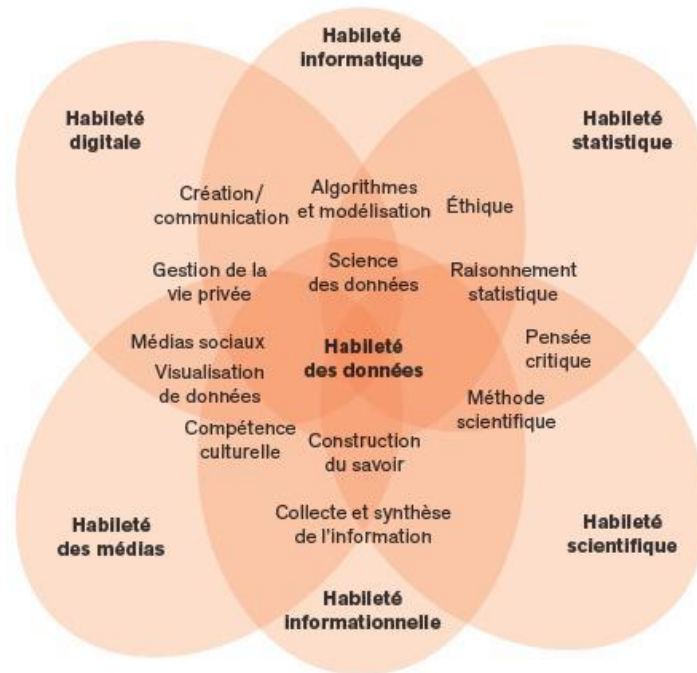 Habileté
informatique
Habileté
digitale
Habileté
statistique
Création/
communication
Algorithmes
et modélisation
Éthique
Gestion de la
vie privée
Science
des données
Raisonnement
statistique
Médias sociaux
Visualisation
de données
Habileté
des données
Pensée
critique
Méthode
scientifique
Compétence
culturelle
Construction
du savoir
Collecte et synthèse
de l'information
Habileté
des médias
Habileté
scientifique
Habileté
informationnelle